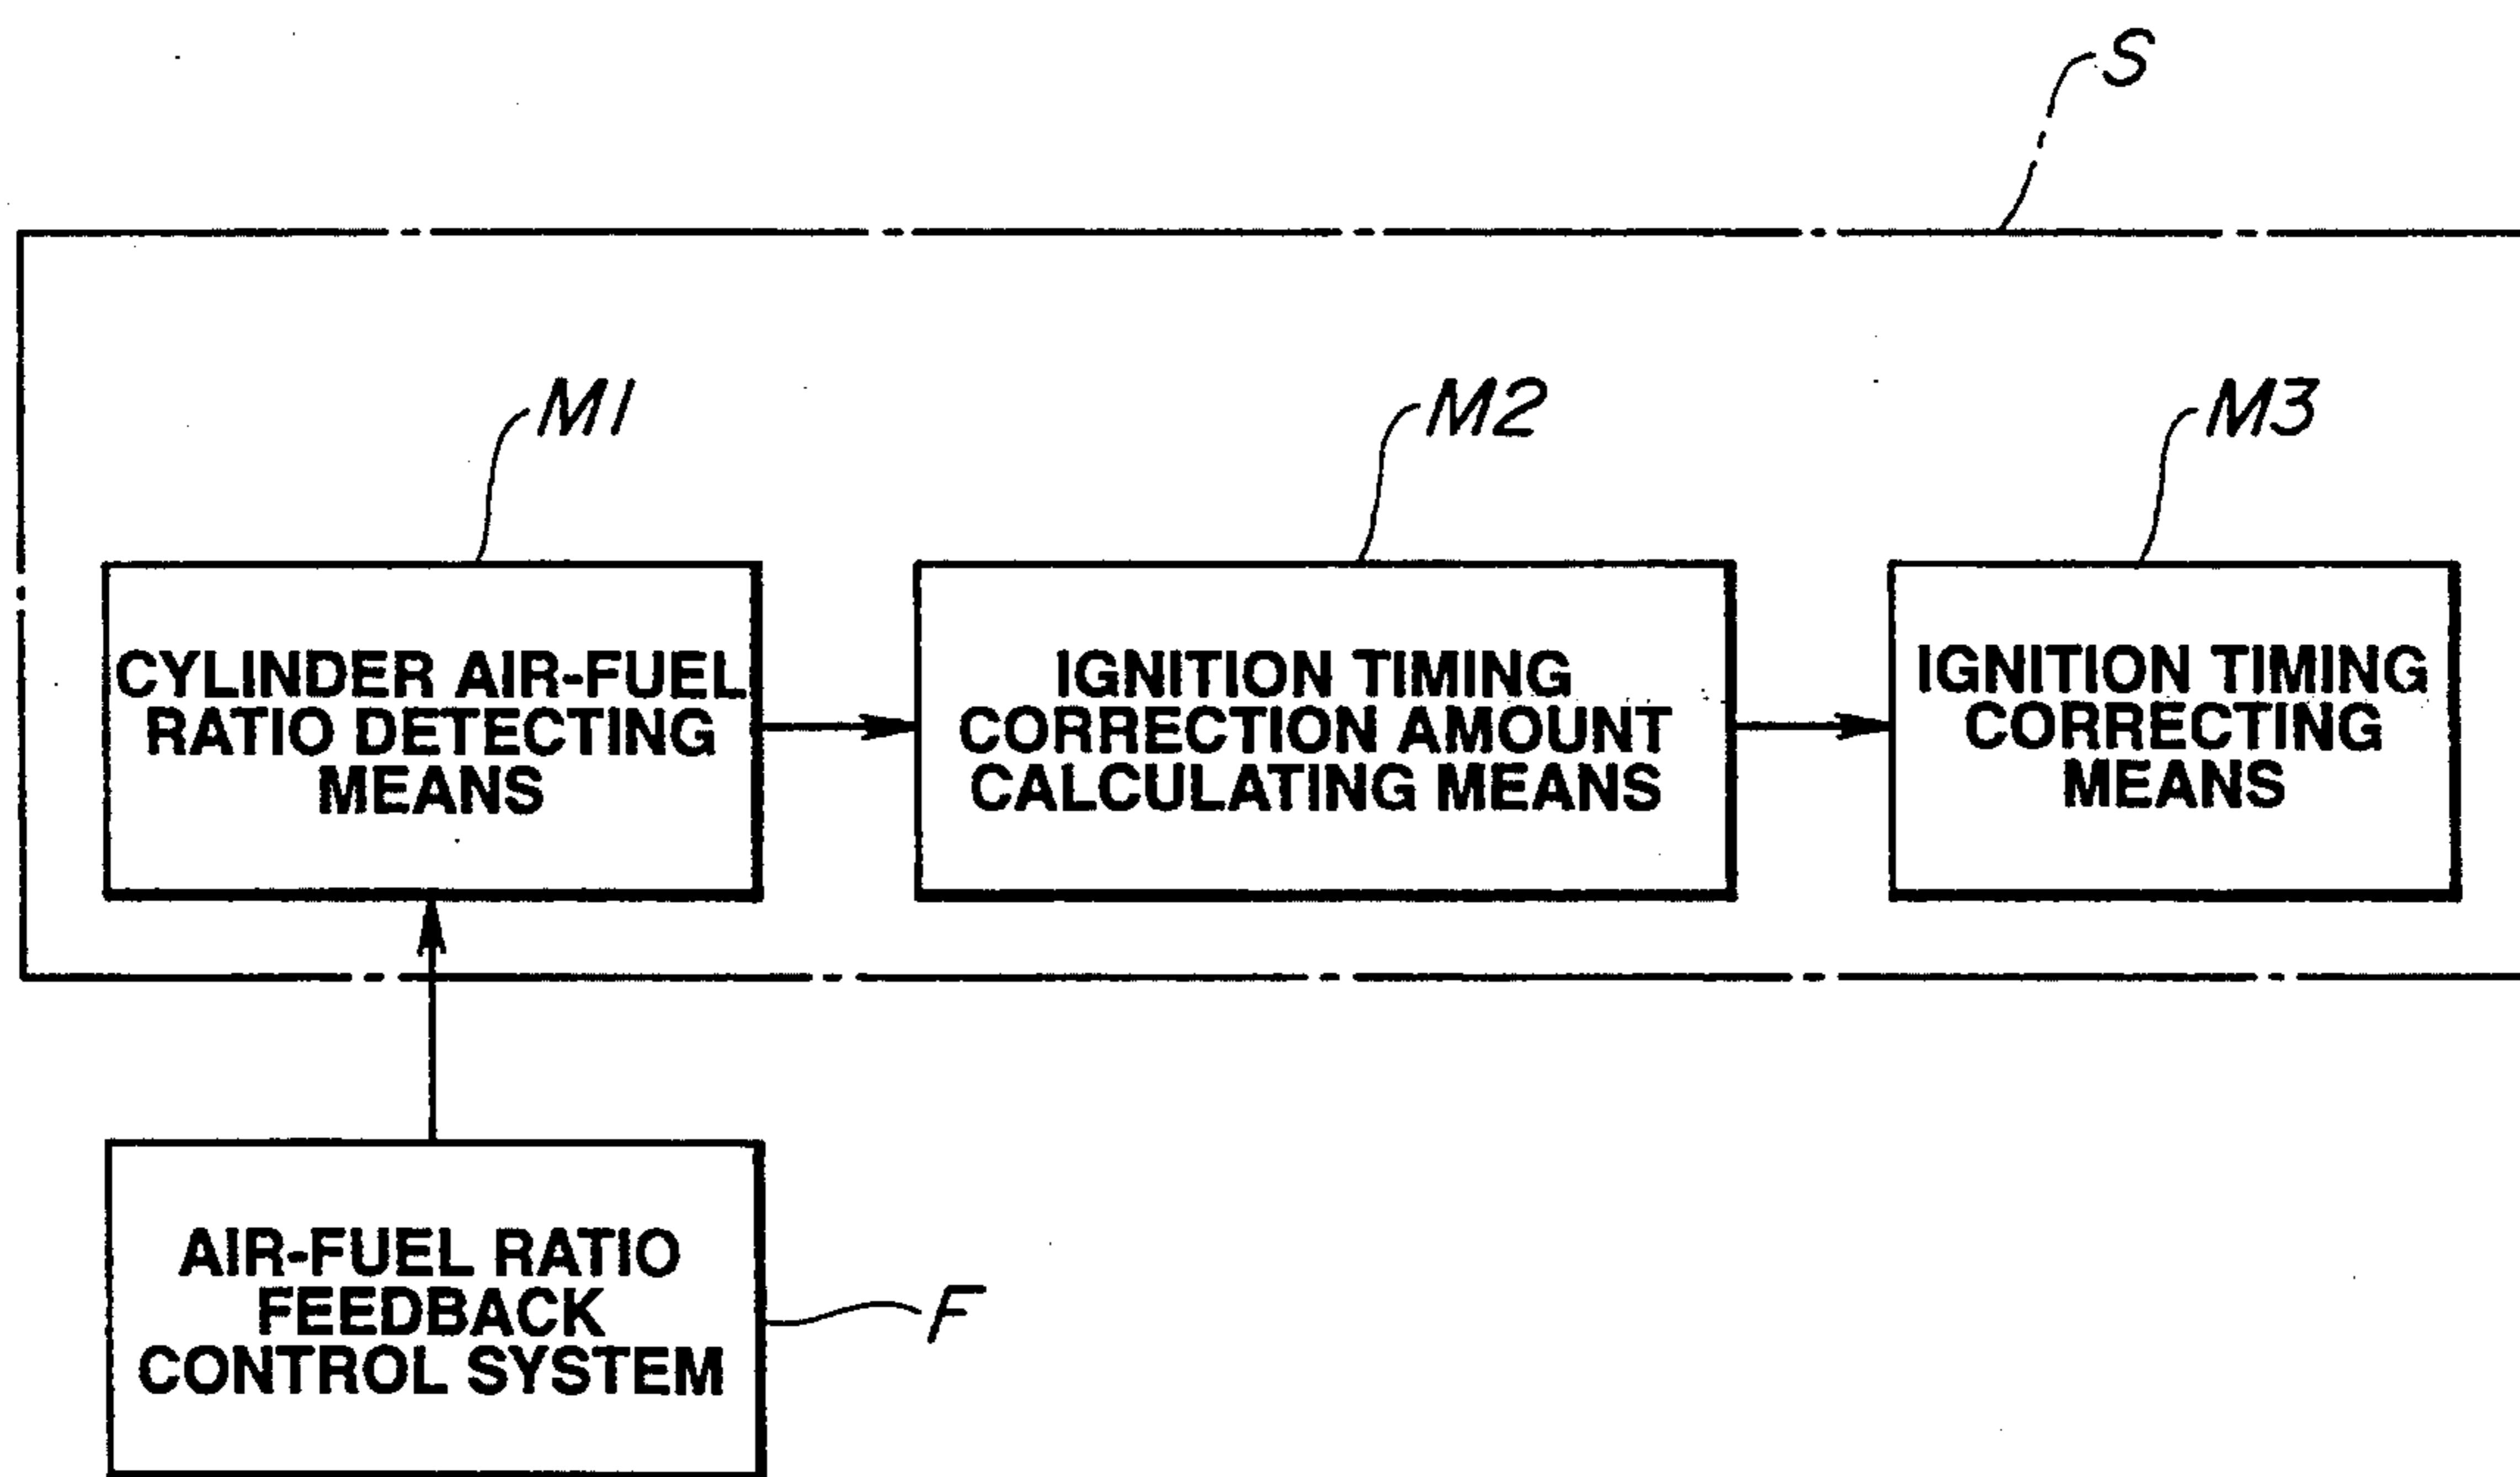 S
M1
M2
M3
CYLINDER AIR-FUEL
RATIO DETECTING
MEANS
IGNITION TIMING
CORRECTION AMOUNT
CALCULATING MEANS
IGNITION TIMING
CORRECTING
MEANS
AIR-FUEL RATIO
FEEDBACK
CONTROL SYSTEM
F